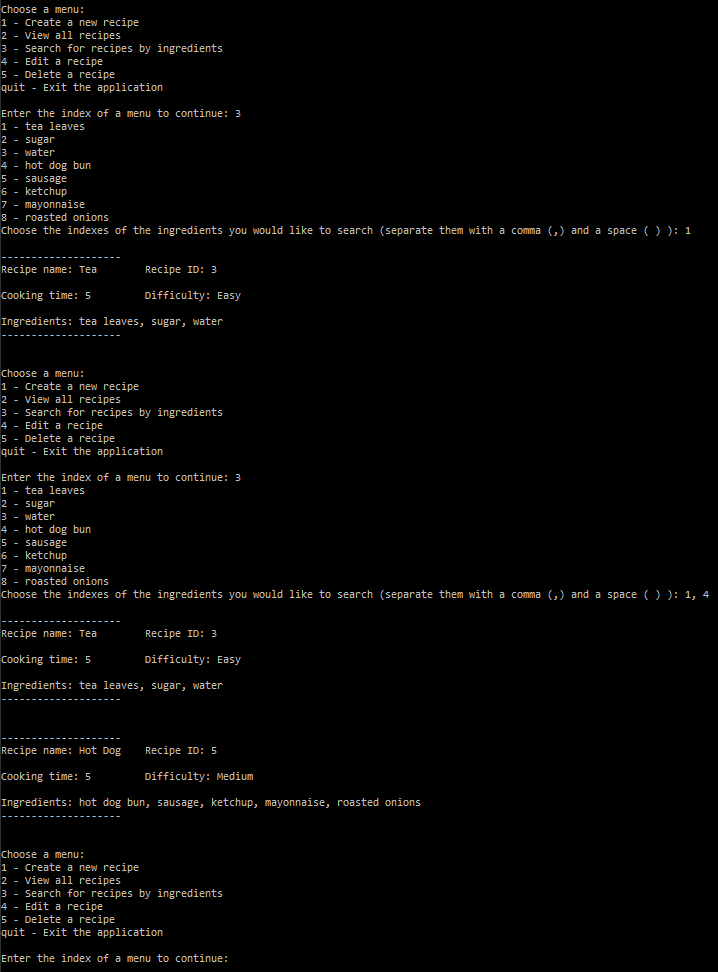 Choose a menu:
1 - Create a new recipe
2 - View all recipes
3 - Search for recipes by ingredients
4 - Edit a recipe
5 - Delete a recipe
quit - Exit the application
Enter the index of a menu to continue: 3
1 - tea leaves
2 - sugar
3 - water
4 - hot dog bun
5 - sausage
6 - ketchup
7 - mayonnaise
8 - roasted onions
Choose the indexes of the ingredients you would like to search (separate them with a comma (,) and a space ( ) ): 1
--------------------
Recipe name: Tea        Recipe ID: 3
Cooking time: 5         Difficulty: Easy
Ingredients: tea leaves, sugar, water
--------------------
Choose a menu:
1 - Create a new recipe
2 - View all recipes
3 - Search for recipes by ingredients
4 - Edit a recipe
5 - Delete a recipe
quit - Exit the application
Enter the index of a menu to continue: 3
1 - tea leaves
2 - sugar
3 - water
4 - hot dog bun
5 - sausage
6 - ketchup
7 - mayonnaise
8 - roasted onions
Choose the indexes of the ingredients you would like to search (separate them with a comma (,) and a space ( ) ): 1, 4
--------------------
Recipe name: Tea        Recipe ID: 3
Cooking time: 5         Difficulty: Easy
Ingredients: tea leaves, sugar, water
--------------------
--------------------
Recipe name: Hot Dog    Recipe ID: 5
Cooking time: 5         Difficulty: Medium
Ingredients: hot dog bun, sausage, ketchup, mayonnaise, roasted onions
--------------------
Choose a menu:
1 - Create a new recipe
2 - View all recipes
3 - Search for recipes by ingredients
4 - Edit a recipe
5 - Delete a recipe
quit - Exit the application
Enter the index of a menu to continue: